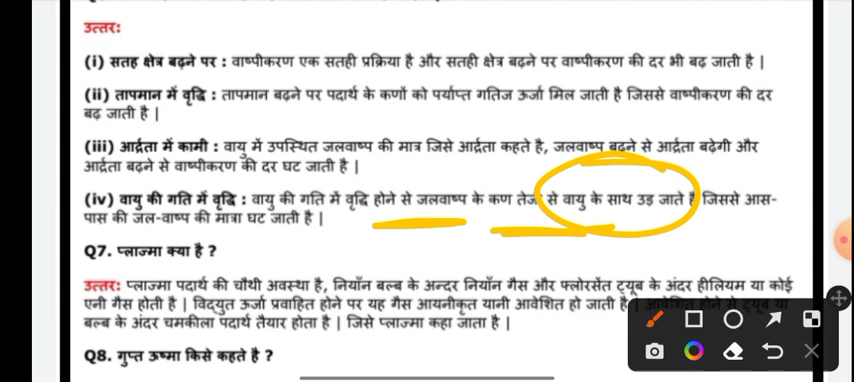 उत्तर:
(i) सतह क्षेत्र बढ़ने पर : वाष्पीकरण एक सतही प्रक्रिया है और सतही क्षेत्र बढ़ने पर वाष्पीकरण की दर भी बढ़ जाती है |
(ii) तापमान में वृद्धि : तापमान बढ़ने पर पदार्थ के कणों को पर्याप्त गतिज ऊर्जा मिल जाती है जिससे वाष्पीकरण की दर
बढ़ जाती है |
(iii) आर्द्रता में कामी : वायु में उपस्थित जलवाष्प की मात्र जिसे आर्द्रता कहते है, जलवाष्प बढ़ने से आर्द्रता बढ़ेगी और
आर्द्रता बढ़ने से वाष्पीकरण की दर घट जाती है |
(iv) वायु की गति में वृद्धि : वायु की गति में वृद्धि होने से जलवाष्प के कण तेजी से वायु के साथ उड़ जाते है जिससे आस-
पास की जल-वाष्प की मात्रा घट जाती है |
Q7. प्लाज्मा क्या है ?
उत्तर: प्लाज्मा पदार्थ की चौथी अवस्था है, नियॉन बल्ब के अन्दर नियॉन गैस और फ्लोरसेंत ट्यूब के अंदर हीलियम या कोई
एनी गैस होती है | विद्युत ऊर्जा प्रवाहित होने पर यह गैस आयनीकृत यानी आवेशित हो जाती है | आवेशित होने से ट्यूब या
बल्ब के अंदर चमकीला पदार्थ तैयार होता है | जिसे प्लाज्मा कहा जाता है |
Q8. गुप्त ऊष्मा किसे कहते है ?